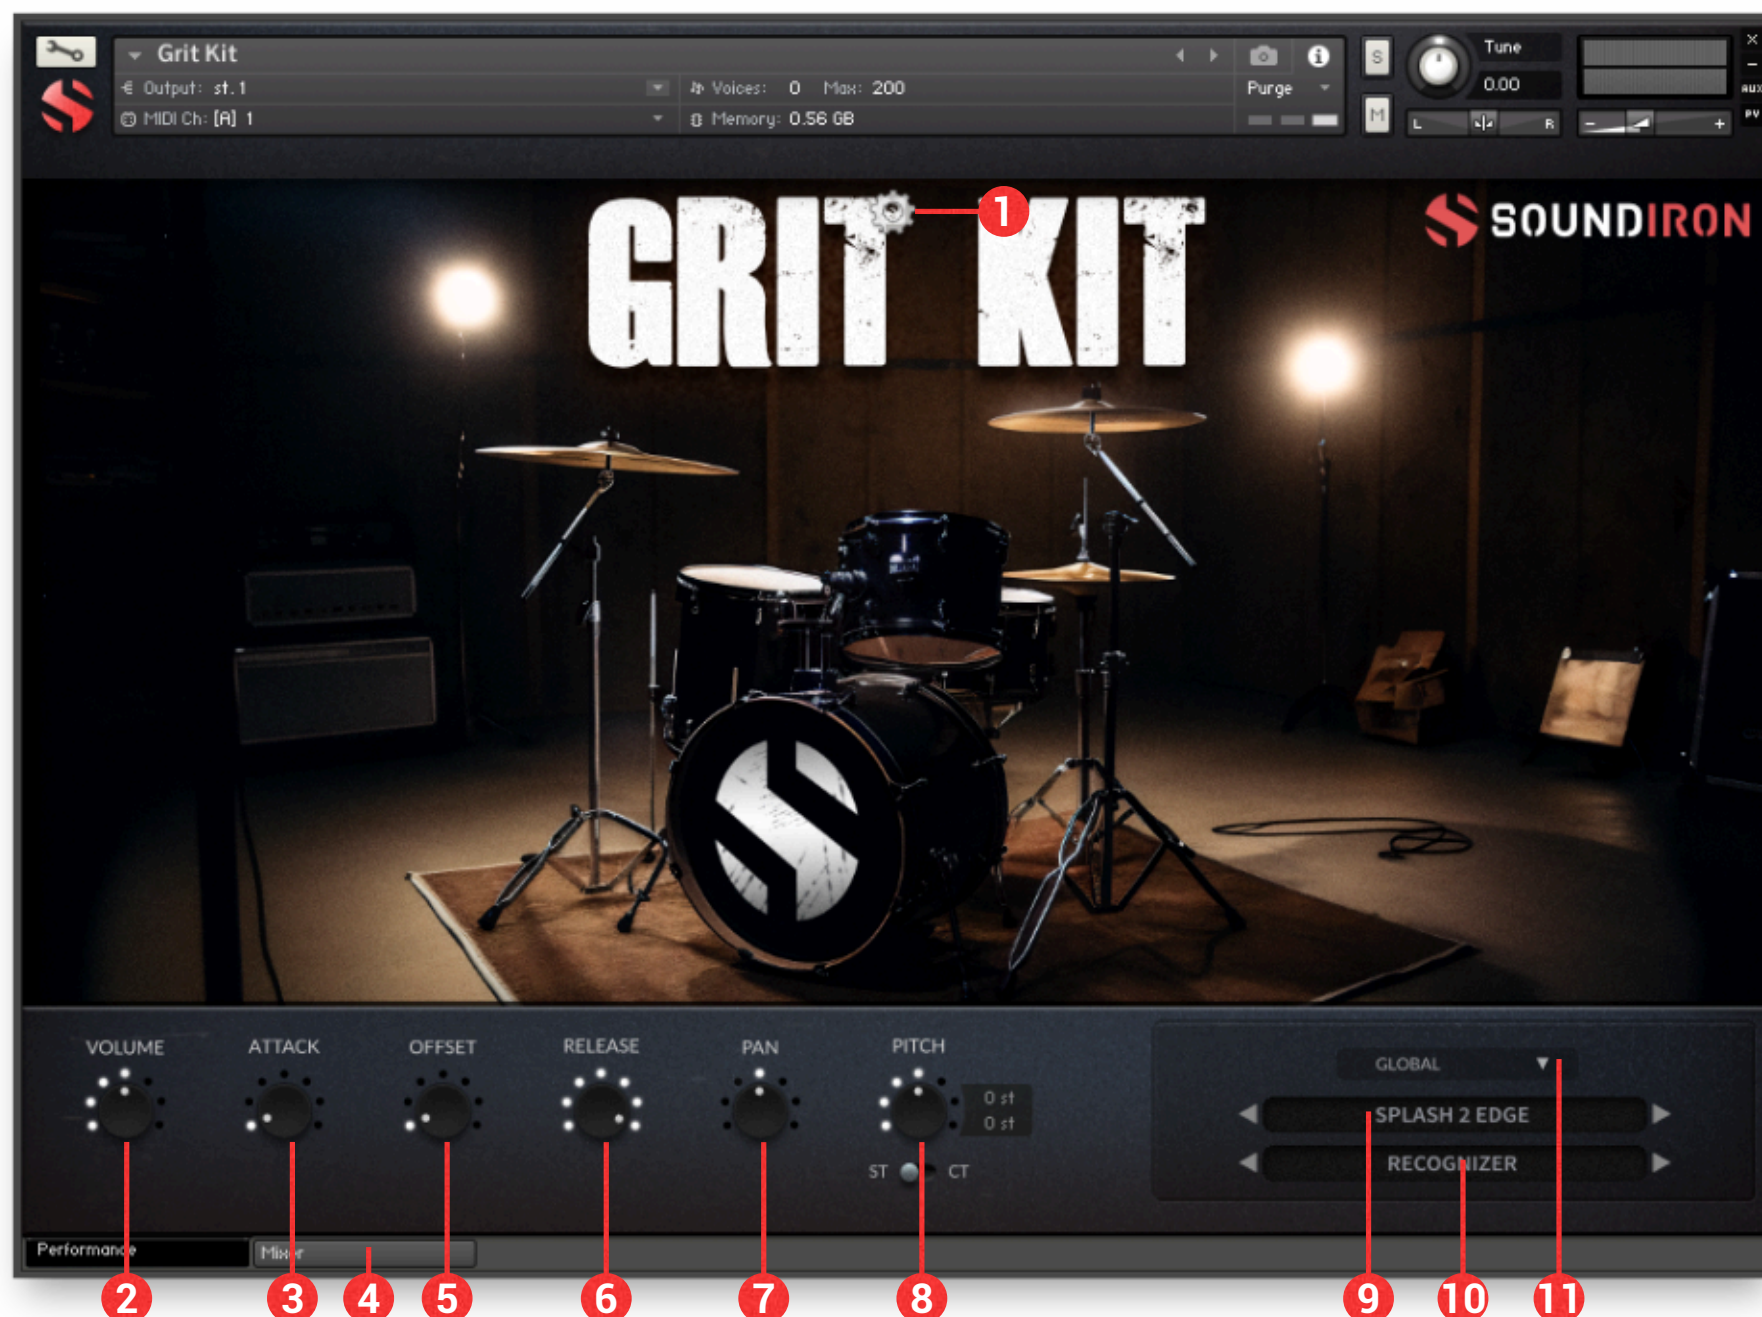 Grit Kit
Output: st.1
Voices: 0 Max: 200
Purge
MIDI Ch: [A] 1
Memory: 0.56 GB
S
M
Tune
0.00
L R
- +
×
-
AUX
PV
GRIT KIT
1
SOUNDIRON
VOLUME ATTACK OFFSET RELEASE PAN PITCH
0 st
0 st
ST CT
GLOBAL
SPLASH 2 EDGE
RECOGNIZER
Performance
Mixer
2 3 4 5 6 7 8 9 10 11